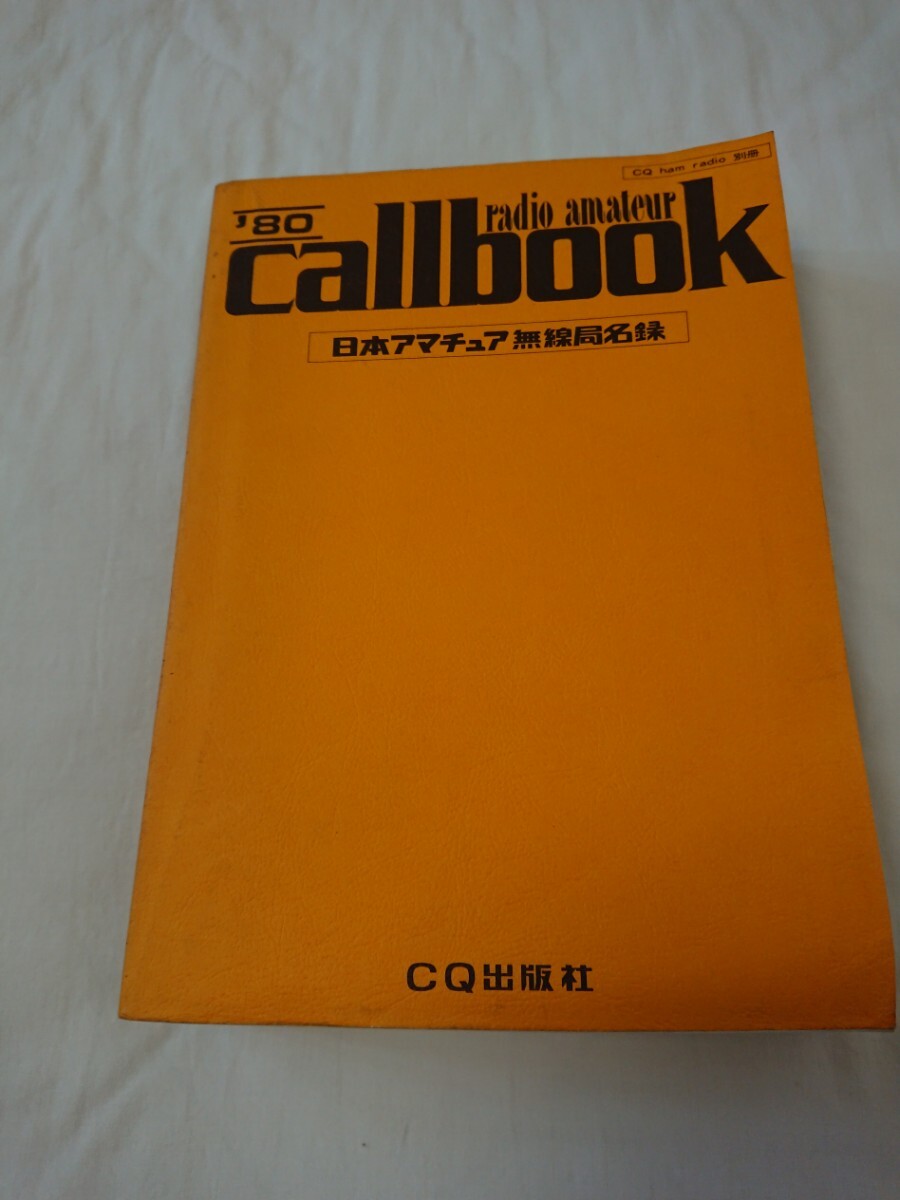 CQ ham radio 別冊
'80
radio amateur
callbook
日本アマチュア無線局名録
CQ出版社